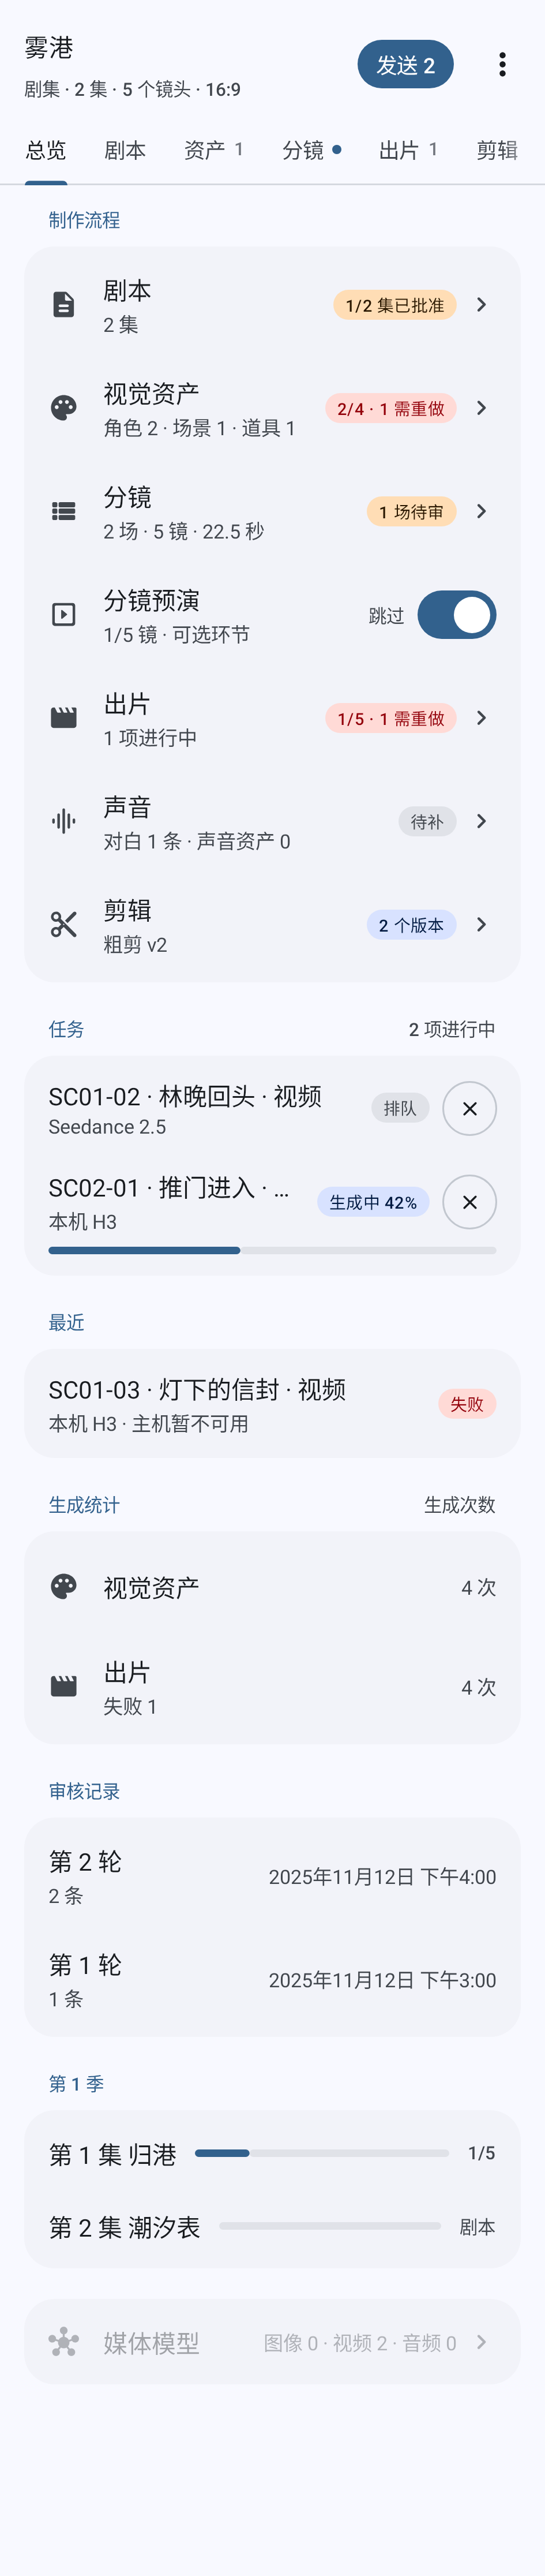 雾港
发送 2
剧集 · 2 集 · 5 个镜头 · 16:9
总览 剧本 资产 1 分镜 出片 1 剪辑
制作流程
剧本
2 集
1/2 集已批准
视觉资产
角色 2 · 场景 1 · 道具 1
2/4 · 1 需重做
分镜
2 场 · 5 镜 · 22.5 秒
1 场待审
分镜预演
1/5 镜 · 可选环节
跳过
出片
1 项进行中
1/5 · 1 需重做
声音
对白 1 条 · 声音资产 0
待补
剪辑
粗剪 v2
2 个版本
任务
2 项进行中
SC01-02 · 林晚回头 · 视频
Seedance 2.5
排队
SC02-01 · 推门进入 · ...
本机 H3
生成中 42%
最近
SC01-03 · 灯下的信封 · 视频
本机 H3 · 主机暂不可用
失败
生成统计
生成次数
视觉资产
4 次
出片
失败 1
4 次
审核记录
第 2 轮
2 条
2025年11月12日 下午4:00
第 1 轮
1 条
2025年11月12日 下午3:00
第 1 季
第 1 集 归港
1/5
第 2 集 潮汐表
剧本
媒体模型
图像 0 · 视频 2 · 音频 0